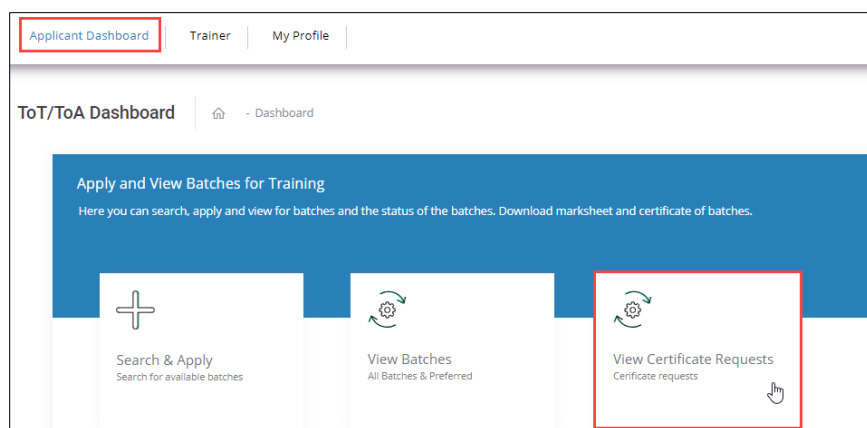 Applicant Dashboard
Trainer
My Profile
ToT/ToA Dashboard
- Dashboard
Apply and View Batches for Training
Here you can search, apply and view for batches and the status of the batches. Download marksheet and certificate of batches.
Search & Apply
Search for available batches
View Batches
All Batches & Preferred
View Certificate Requests
Cerificate requests